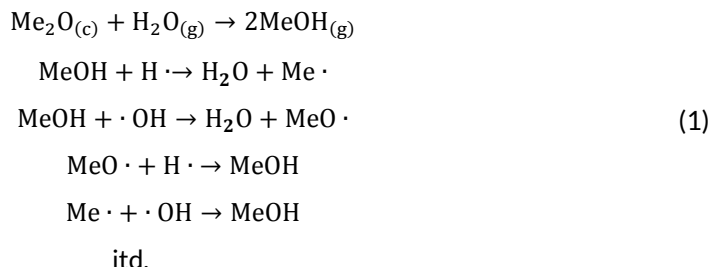 Me₂O₍c₎ + H₂O₍g₎ → 2MeOH₍g₎
MeOH + H · → H₂O + Me ·
MeOH + · OH → H₂O + MeO · (1)
MeO · + H · → MeOH
Me · + · OH → MeOH
itd.